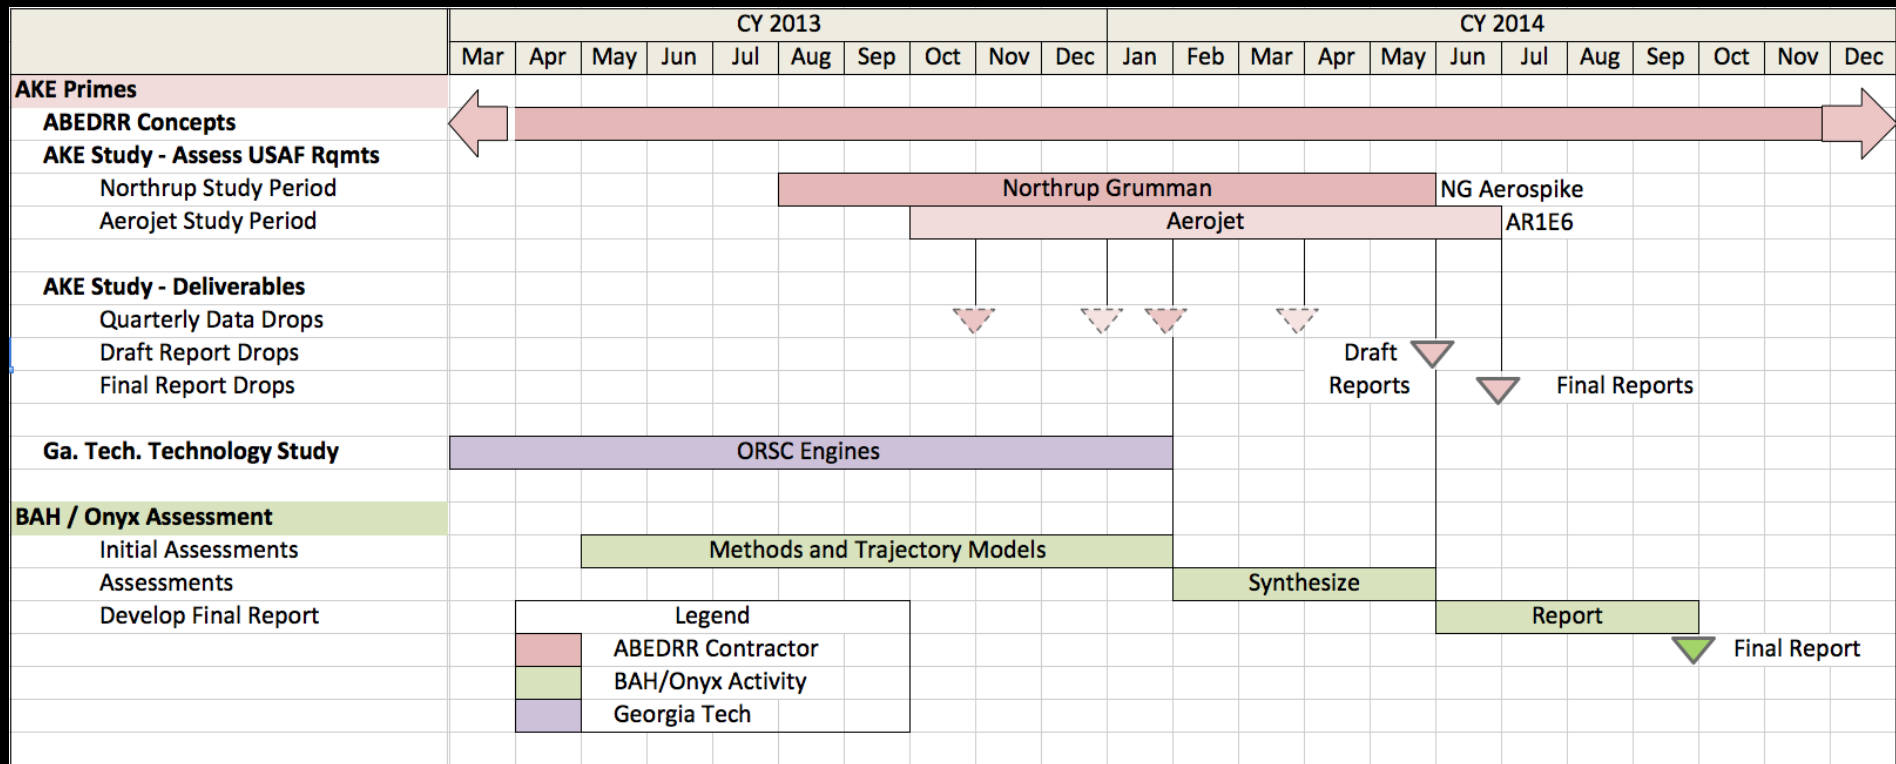 CY 2013 CY 2014
Mar Apr May Jun Jul Aug Sep Oct Nov Dec Jan Feb Mar Apr May Jun Jul Aug Sep Oct Nov Dec
AKE Primes
ABEDRR Concepts
AKE Study - Assess USAF Rqmts
Northrup Study Period Northrup Grumman NG Aerospike
Aerojet Study Period Aerojet AR1E6
AKE Study - Deliverables
Quarterly Data Drops
Draft Report Drops Draft
Final Report Drops Reports Final Reports
Ga. Tech. Technology Study ORSC Engines
BAH / Onyx Assessment
Initial Assessments Methods and Trajectory Models
Assessments Synthesize
Develop Final Report Legend Report
ABEDRR Contractor Final Report
BAH/Onyx Activity
Georgia Tech